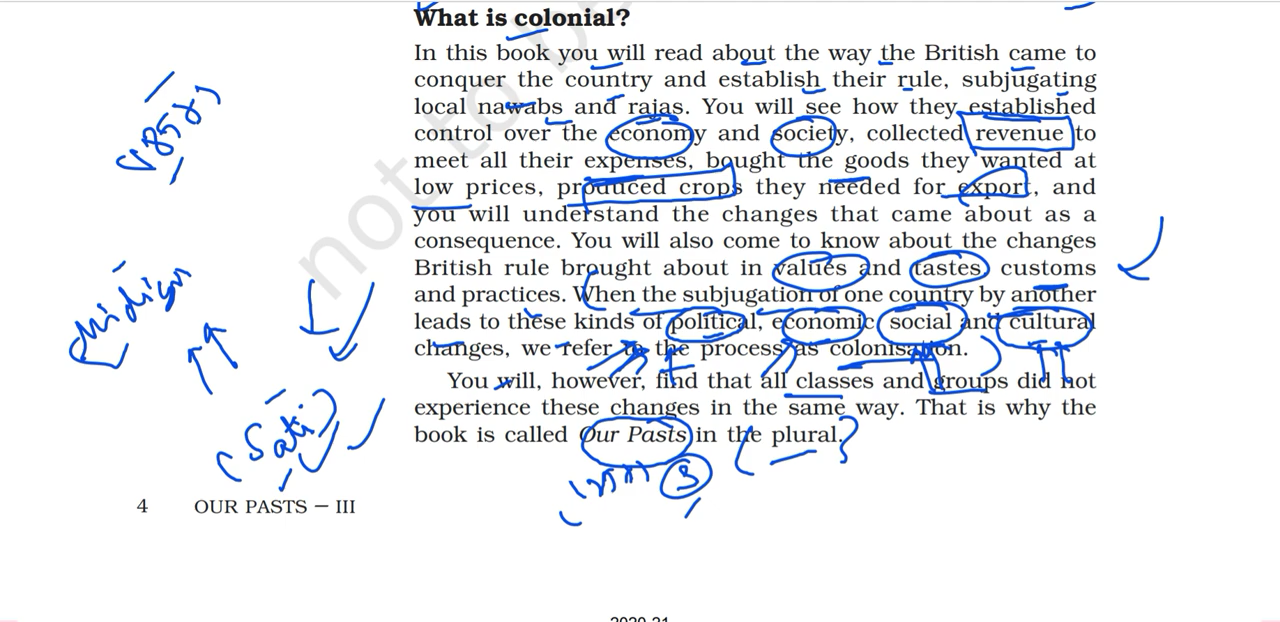 What is colonial?
In this book you will read about the way the British came to
conquer the country and establish their rule, subjugating
local nawabs and rajas. You will see how they established
control over the economy and society, collected revenue to
meet all their expenses, bought the goods they wanted at
low prices, produced crops they needed for export, and
you will understand the changes that came about as a
consequence. You will also come to know about the changes
British rule brought about in values and tastes, customs
and practices. When the subjugation of one country by another
leads to these kinds of political, economic, social and cultural
changes, we refer to the process as colonisation.
You will, however, find that all classes and groups did not
experience these changes in the same way. That is why the
book is called Our Pasts in the plural.
(Sati)
3
4 OUR PASTS — III
not to be
2020-21